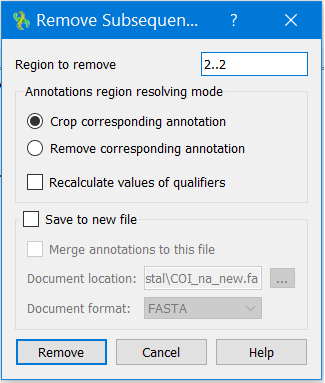 Remove Subsequen... ?
Region to remove 2..2
Annotations region resolving mode
Crop corresponding annotation
Remove corresponding annotation
Recalculate values of qualifiers
Save to new file
Merge annotations to this file
Document location: stal\COI_na_new.fa ...
Document format: FASTA
Remove Cancel Help